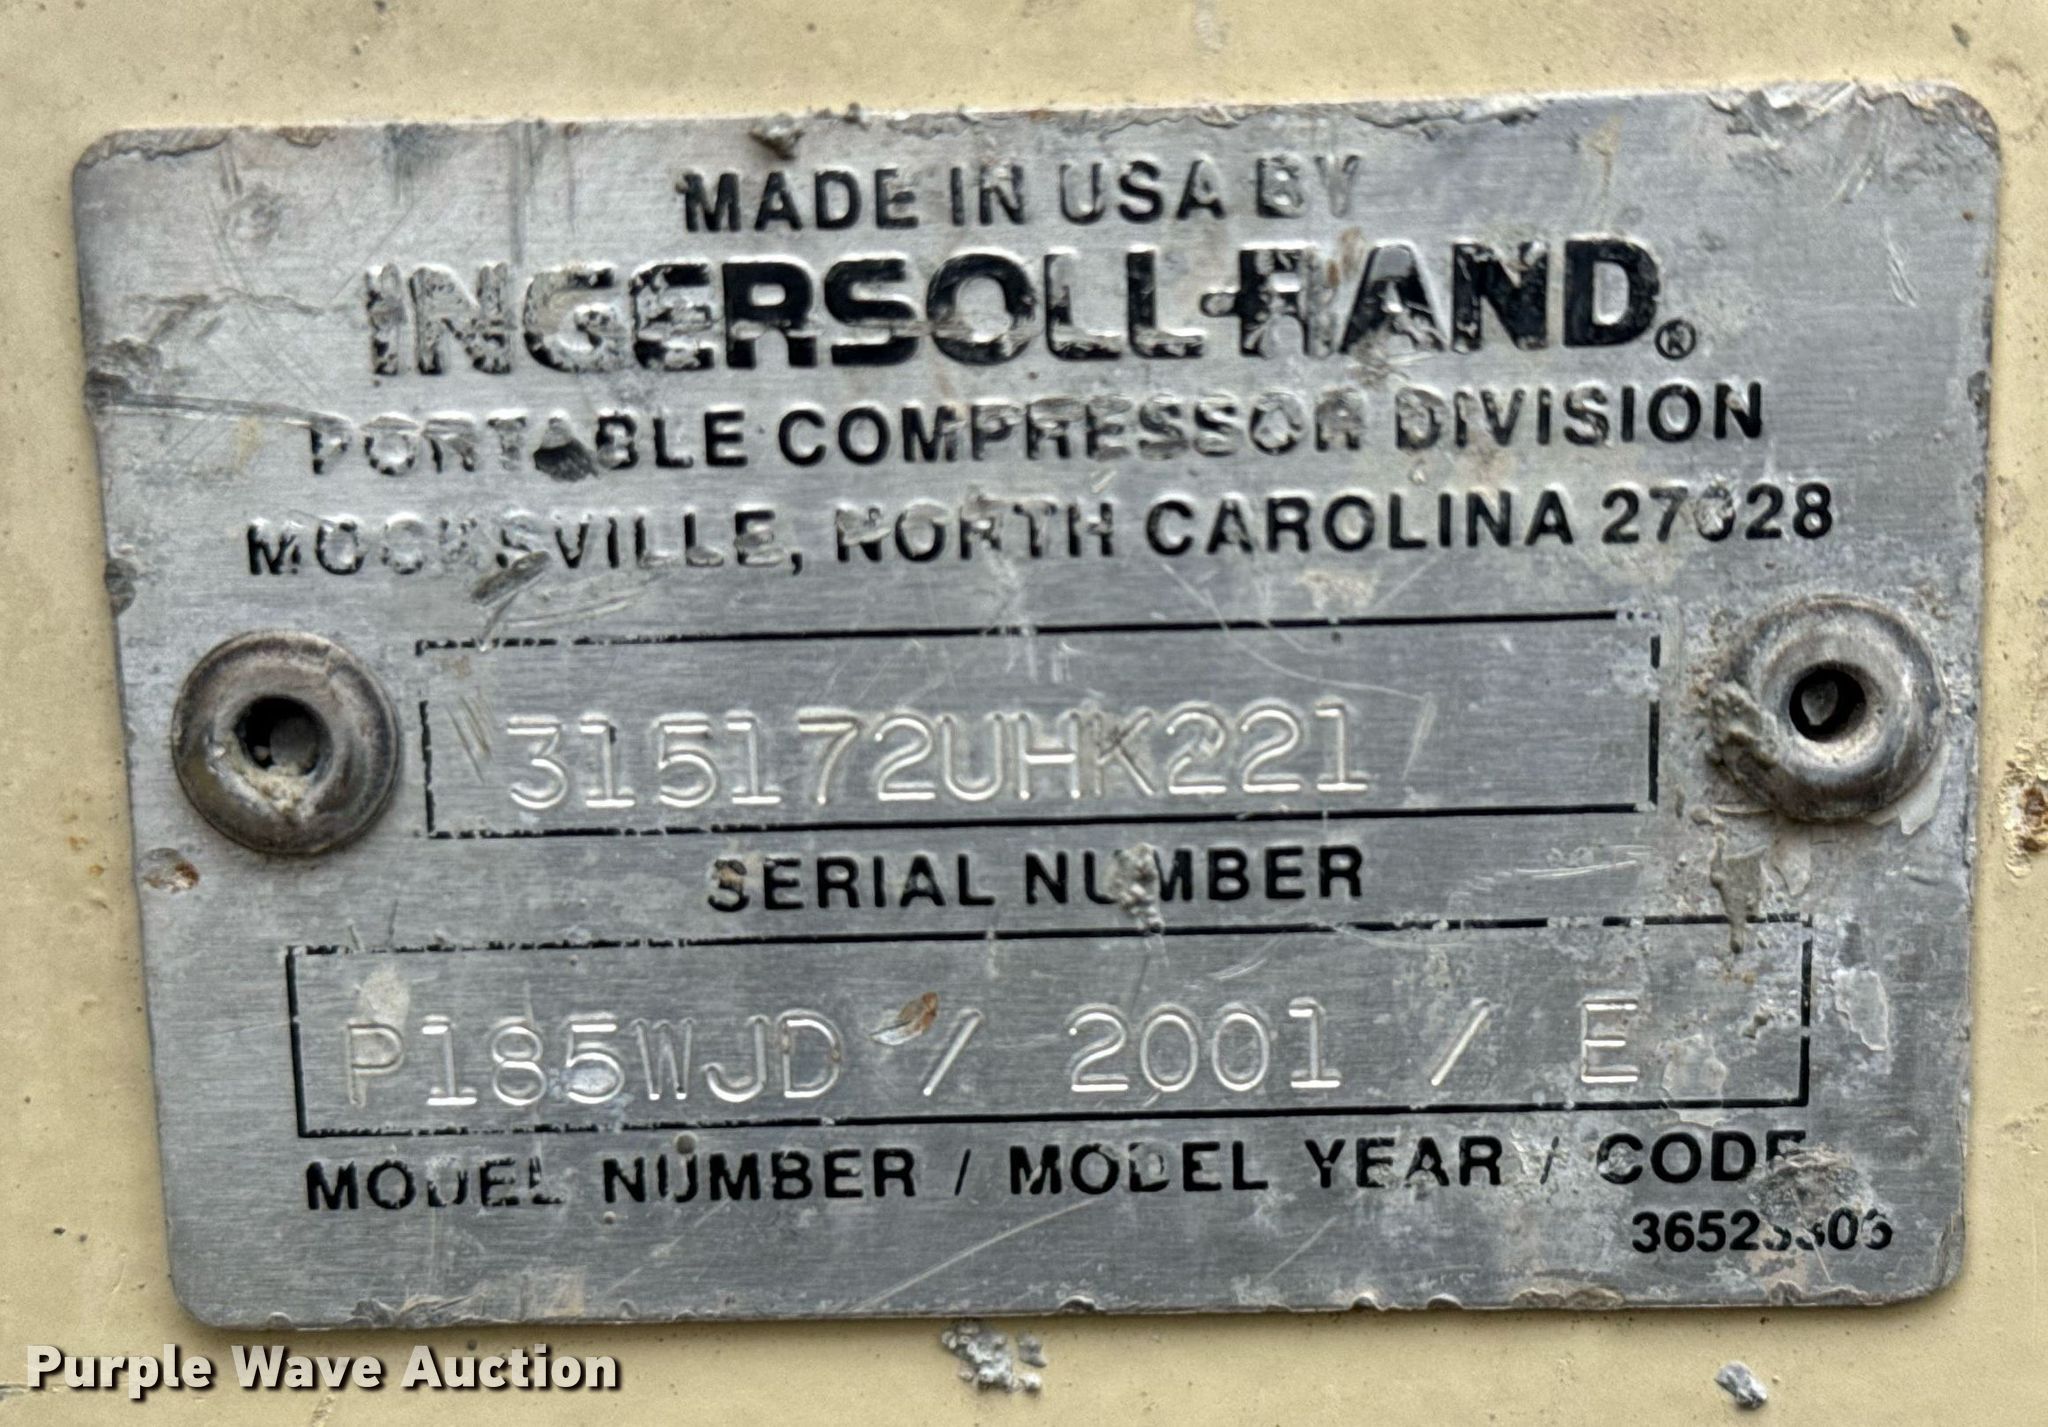 MADE IN USA BY
INGERSOLL-RAND®
PORTABLE COMPRESSOR DIVISION
MOCKSVILLE, NORTH CAROLINA 27028
315172UHK221
SERIAL NUMBER
P185WJD / 2001 / E
MODEL NUMBER / MODEL YEAR / CODE
Purple Wave Auction